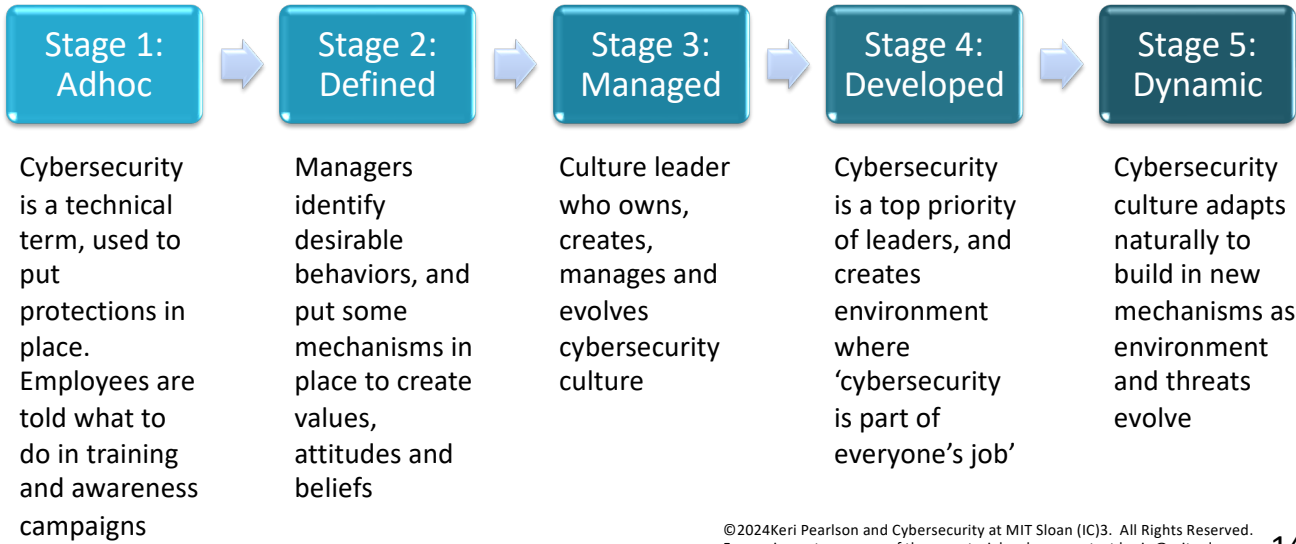 Stage 1:
Adhoc
Stage 2:
Defined
Stage 3:
Managed
Stage 4:
Developed
Stage 5:
Dynamic
Cybersecurity
is a technical
term, used to
put
protections in
place.
Employees are
told what to
do in training
and awareness
campaigns
Managers
identify
desirable
behaviors, and
put some
mechanisms in
place to create
values,
attitudes and
beliefs
Culture leader
who owns,
creates,
manages and
evolves
cybersecurity
culture
Cybersecurity
is a top priority
of leaders, and
creates
environment
where
‘cybersecurity
is part of
everyone’s job’
Cybersecurity
culture adapts
naturally to
build in new
mechanisms as
environment
and threats
evolve
©2024Keri Pearlson and Cybersecurity at MIT Sloan (IC)3. All Rights Reserved.